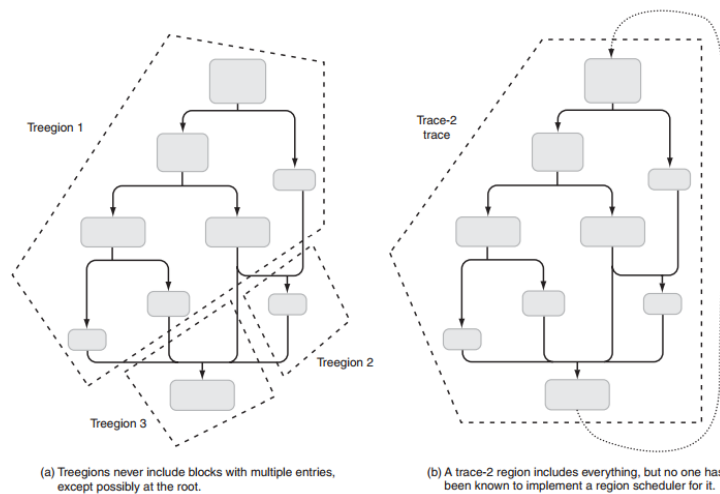 Treegion 1
Trace-2
trace
Treegion 2
Treegion 3
(a) Treegions never include blocks with multiple entries,
except possibly at the root.
(b) A trace-2 region includes everything, but no one has
been known to implement a region scheduler for it.